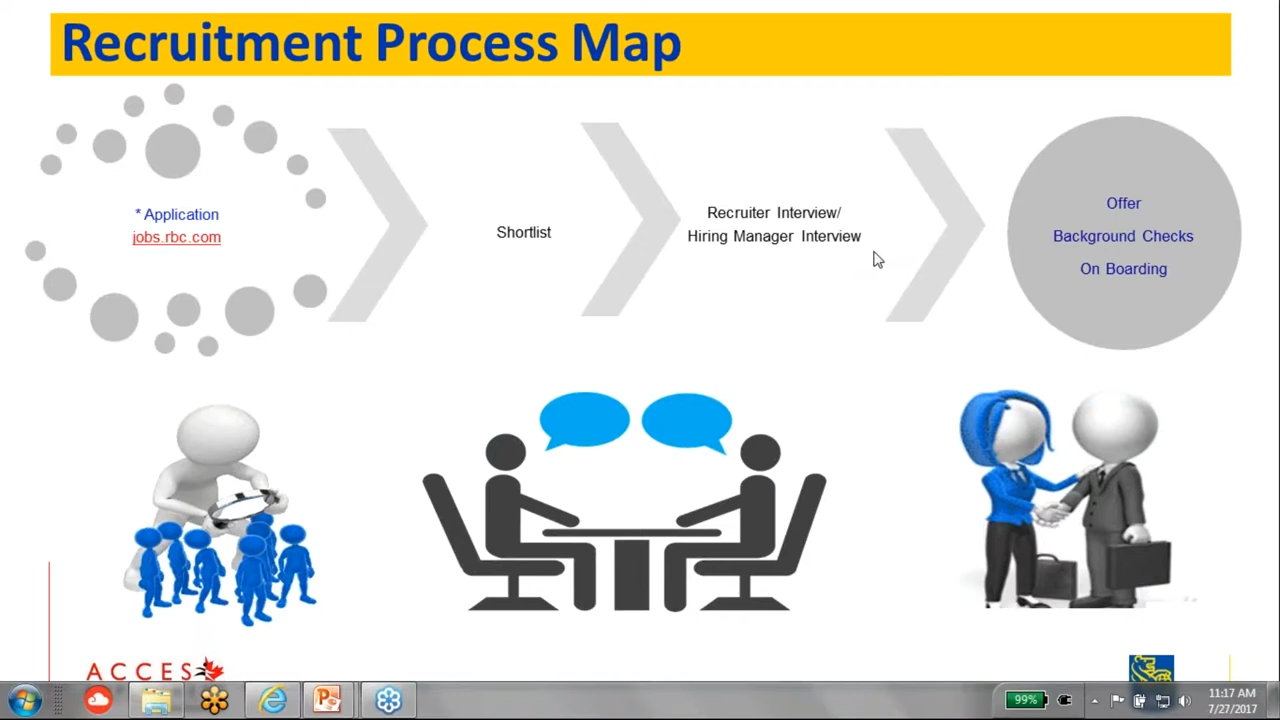 Recruitment Process Map
* Application
jobs.rbc.com
Shortlist
Recruiter Interview/
Hiring Manager Interview
Offer
Background Checks
On Boarding
ACCES
99%
11:17 AM
7/27/2017